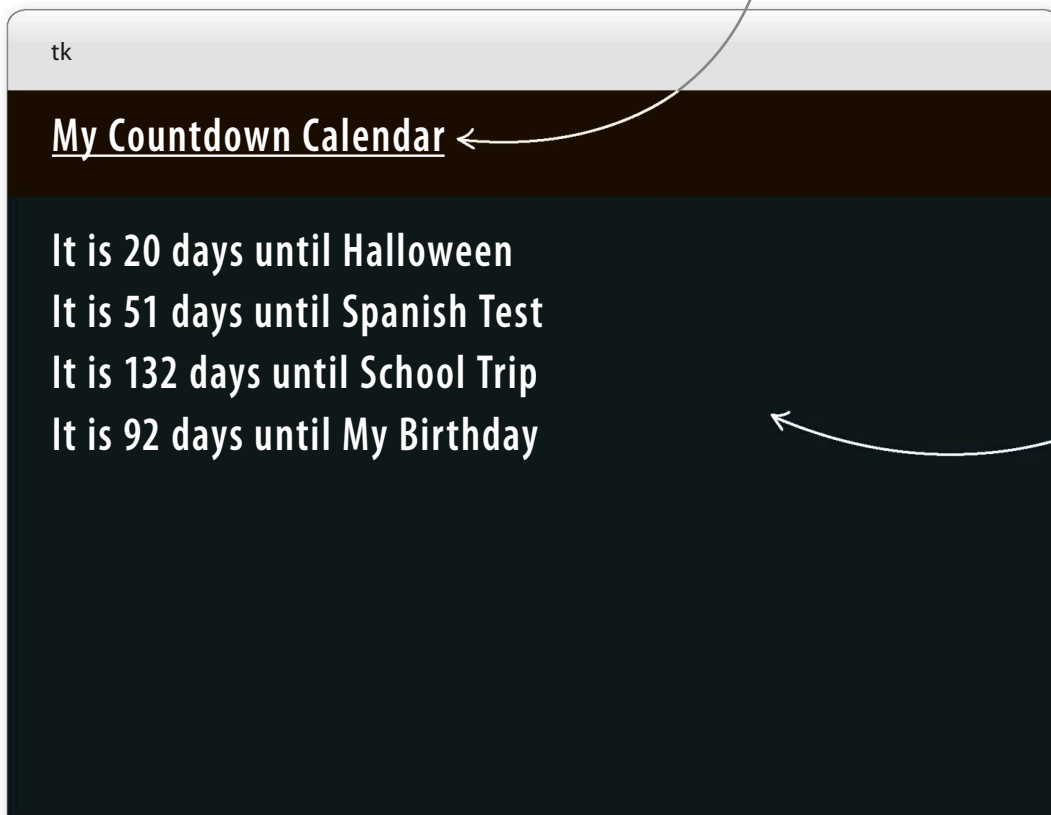 tk
My Countdown Calendar
It is 20 days until Halloween
It is 51 days until Spanish Test
It is 132 days until School Trip
It is 92 days until My Birthday